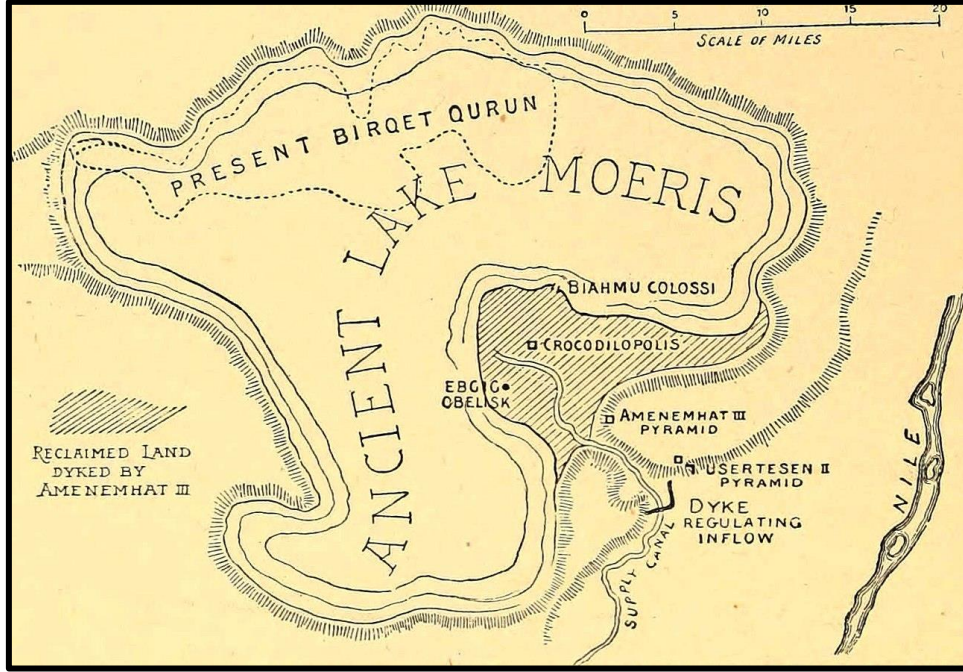 0 5 10 15 20
SCALE OF MILES
PRESENT BIRQET QURUN
ANCIENT LAKE MOERIS
BIAHMU COLOSSI
CROCODILOPOLIS
EBGIG
OBELISK
AMENEMHAT III
PYRAMID
USERTESEN II
PYRAMID
DYKE
REGULATING
INFLOW
SUPPLY CANAL
NILE
RECLAIMED LAND
DYKED BY
AMENEMHAT III